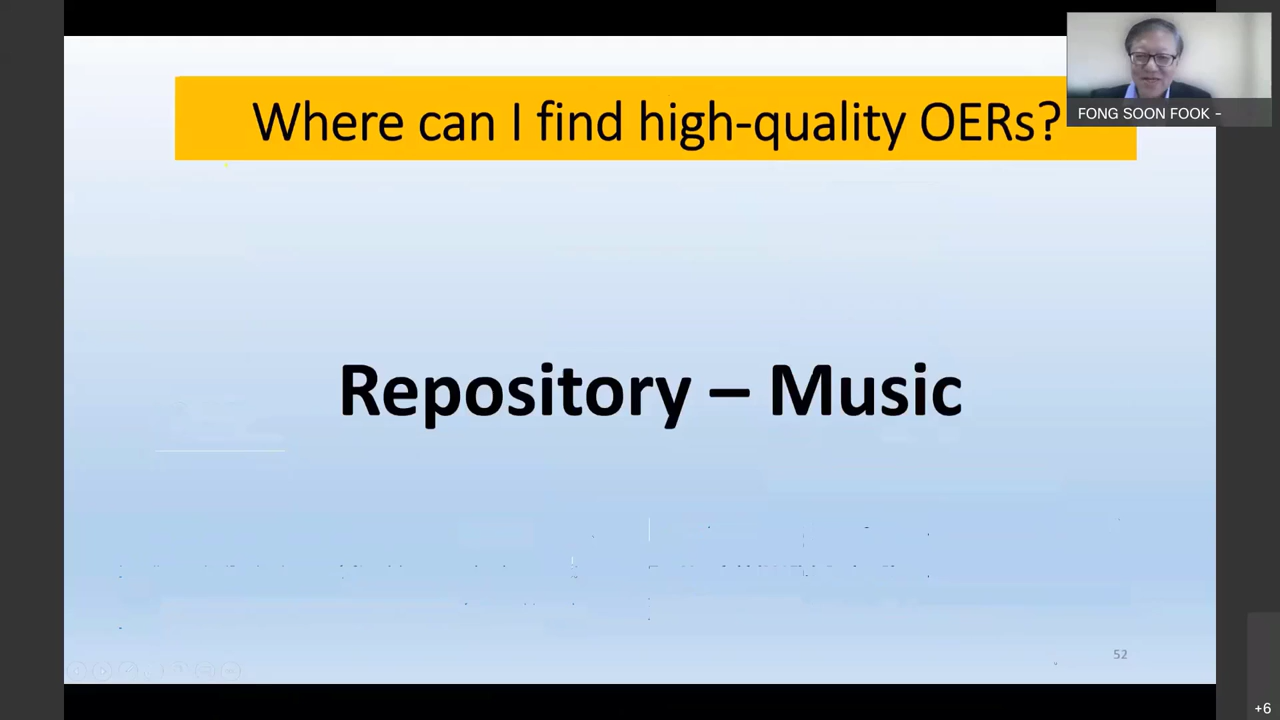 Where can I find high-quality OERs?
FONG SOON FOOK -
Repository – Music
52
+6